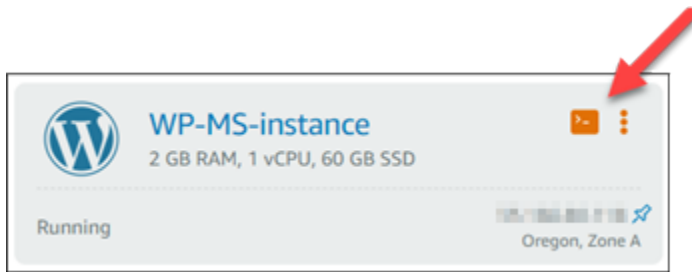 WP-MS-instance
2 GB RAM, 1 vCPU, 60 GB SSD
Running
Oregon, Zone A